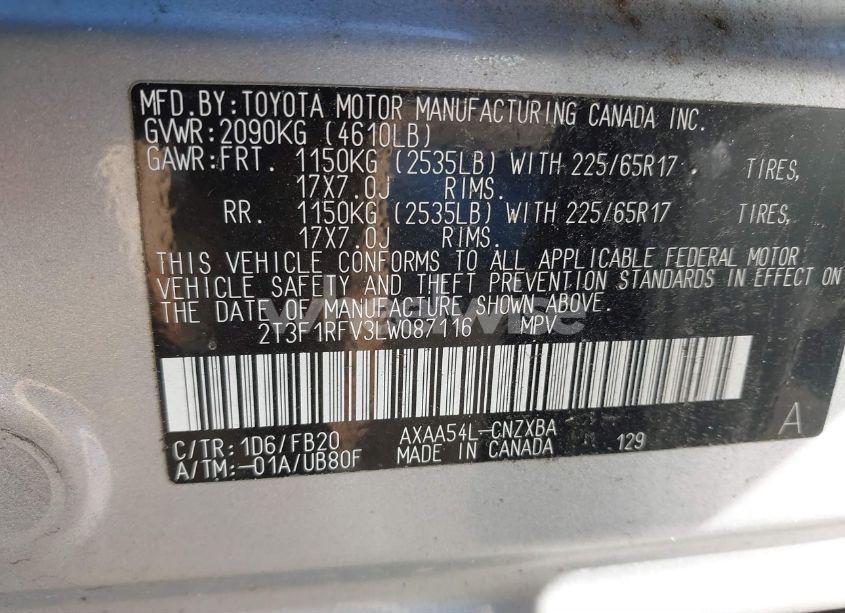 MFD.BY:TOYOTA MOTOR MANUFACTURING CANADA INC.
GVWR:2090KG (4610LB)
GAWR:FRT. 1150KG (2535LB) WITH 225/65R17 TIRES,
17X7.0J RIMS.
RR. 1150KG (2535LB) WITH 225/65R17 TIRES,
17X7.0J RIMS.
THIS VEHICLE CONFORMS TO ALL APPLICABLE FEDERAL MOTOR
VEHICLE SAFETY AND THEFT PREVENTION STANDARDS IN EFFECT ON
THE DATE OF MANUFACTURE SHOWN ABOVE.
2T3F1RFV3LW087116 MPV
C/TR:1D6/FB20 AXAA54L-CNZXBA
A/TM:-01A/UB80F MADE IN CANADA 129
A